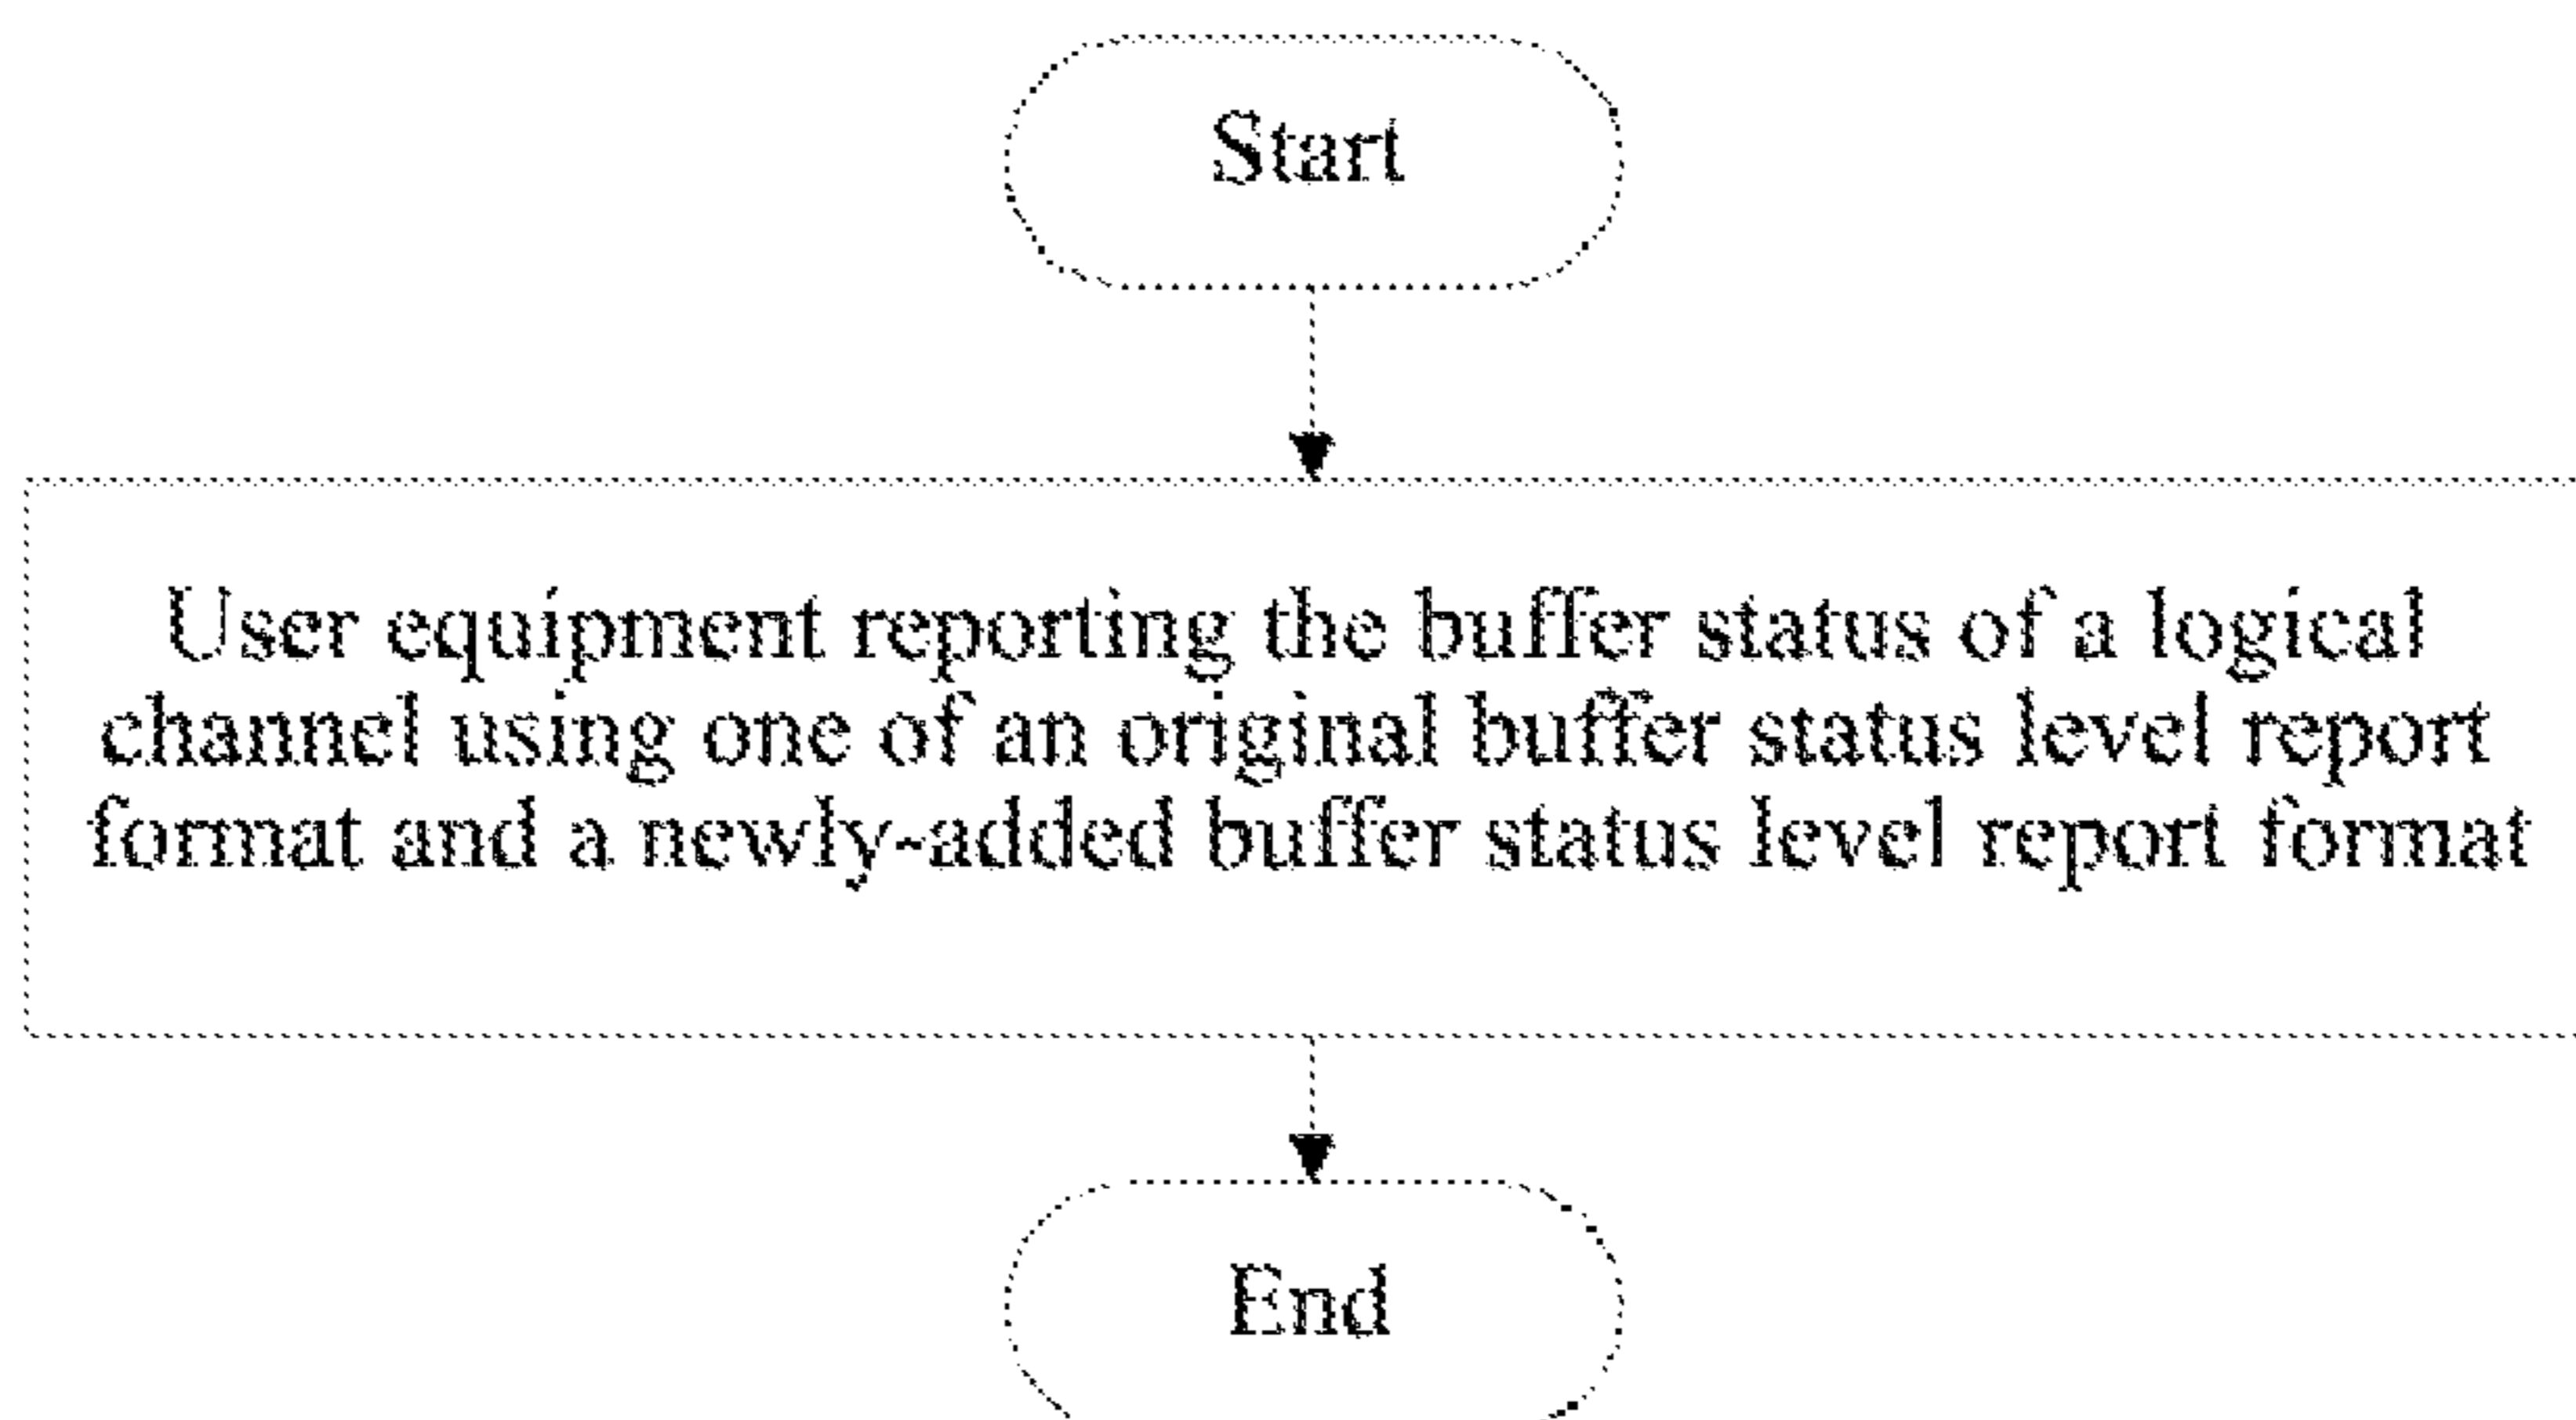 Start
User equipment reporting the buffer status of a logical
channel using one of an original buffer status level report
format and a newly-added buffer status level report format
End